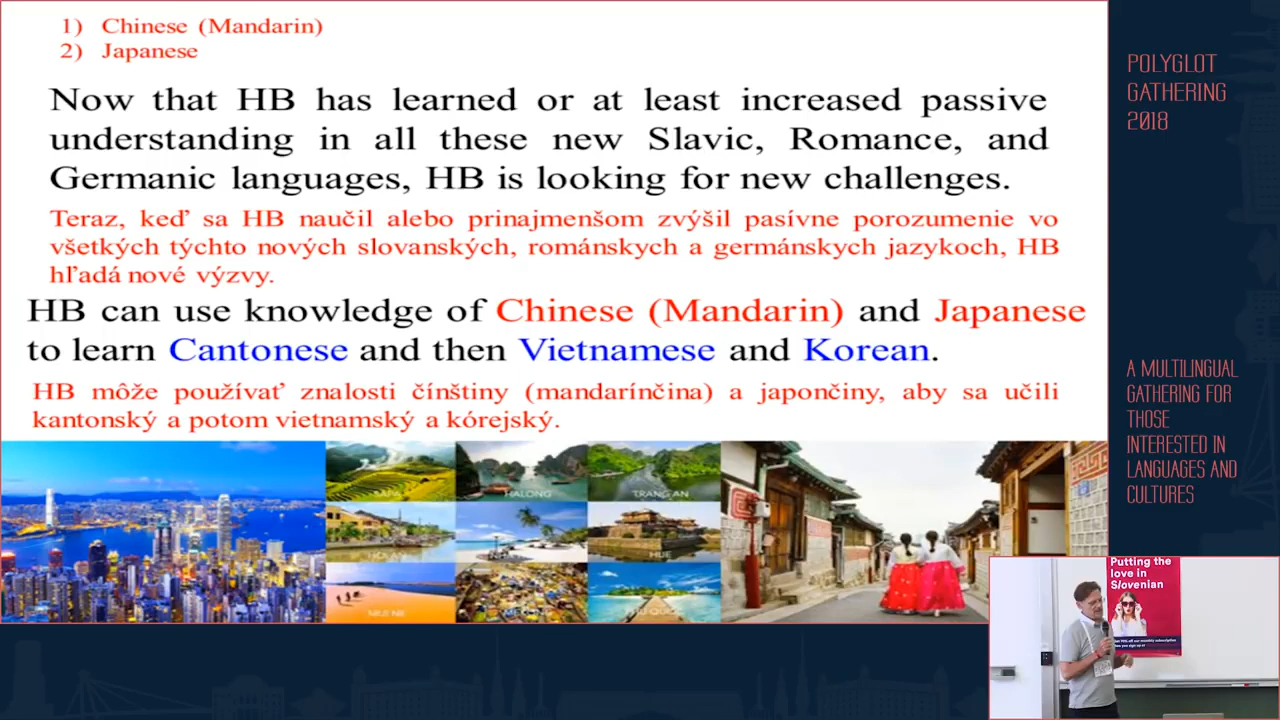 1) Chinese (Mandarin)
2) Japanese
Now that HB has learned or at least increased passive
understanding in all these new Slavic, Romance, and
Germanic languages, HB is looking for new challenges.
Teraz, keď sa HB naučil alebo prinajmenšom zvýšil pasívne porozumenie vo
všetkých týchto nových slovanských, románskych a germánskych jazykoch, HB
hľadá nové výzvy.
HB can use knowledge of Chinese (Mandarin) and Japanese
to learn Cantonese and then Vietnamese and Korean.
HB môže používať znalosti čínštiny (mandarínčina) a japončiny, aby sa učili
kantonský a potom vietnamský a kórejský.
HALONG
TRANG AN
HUE
POLYGLOT
GATHERING
2018
A MULTILINGUAL
GATHERING FOR
THOSE
INTERESTED IN
LANGUAGES AND
CULTURES
Putting the
love in
Slovenian